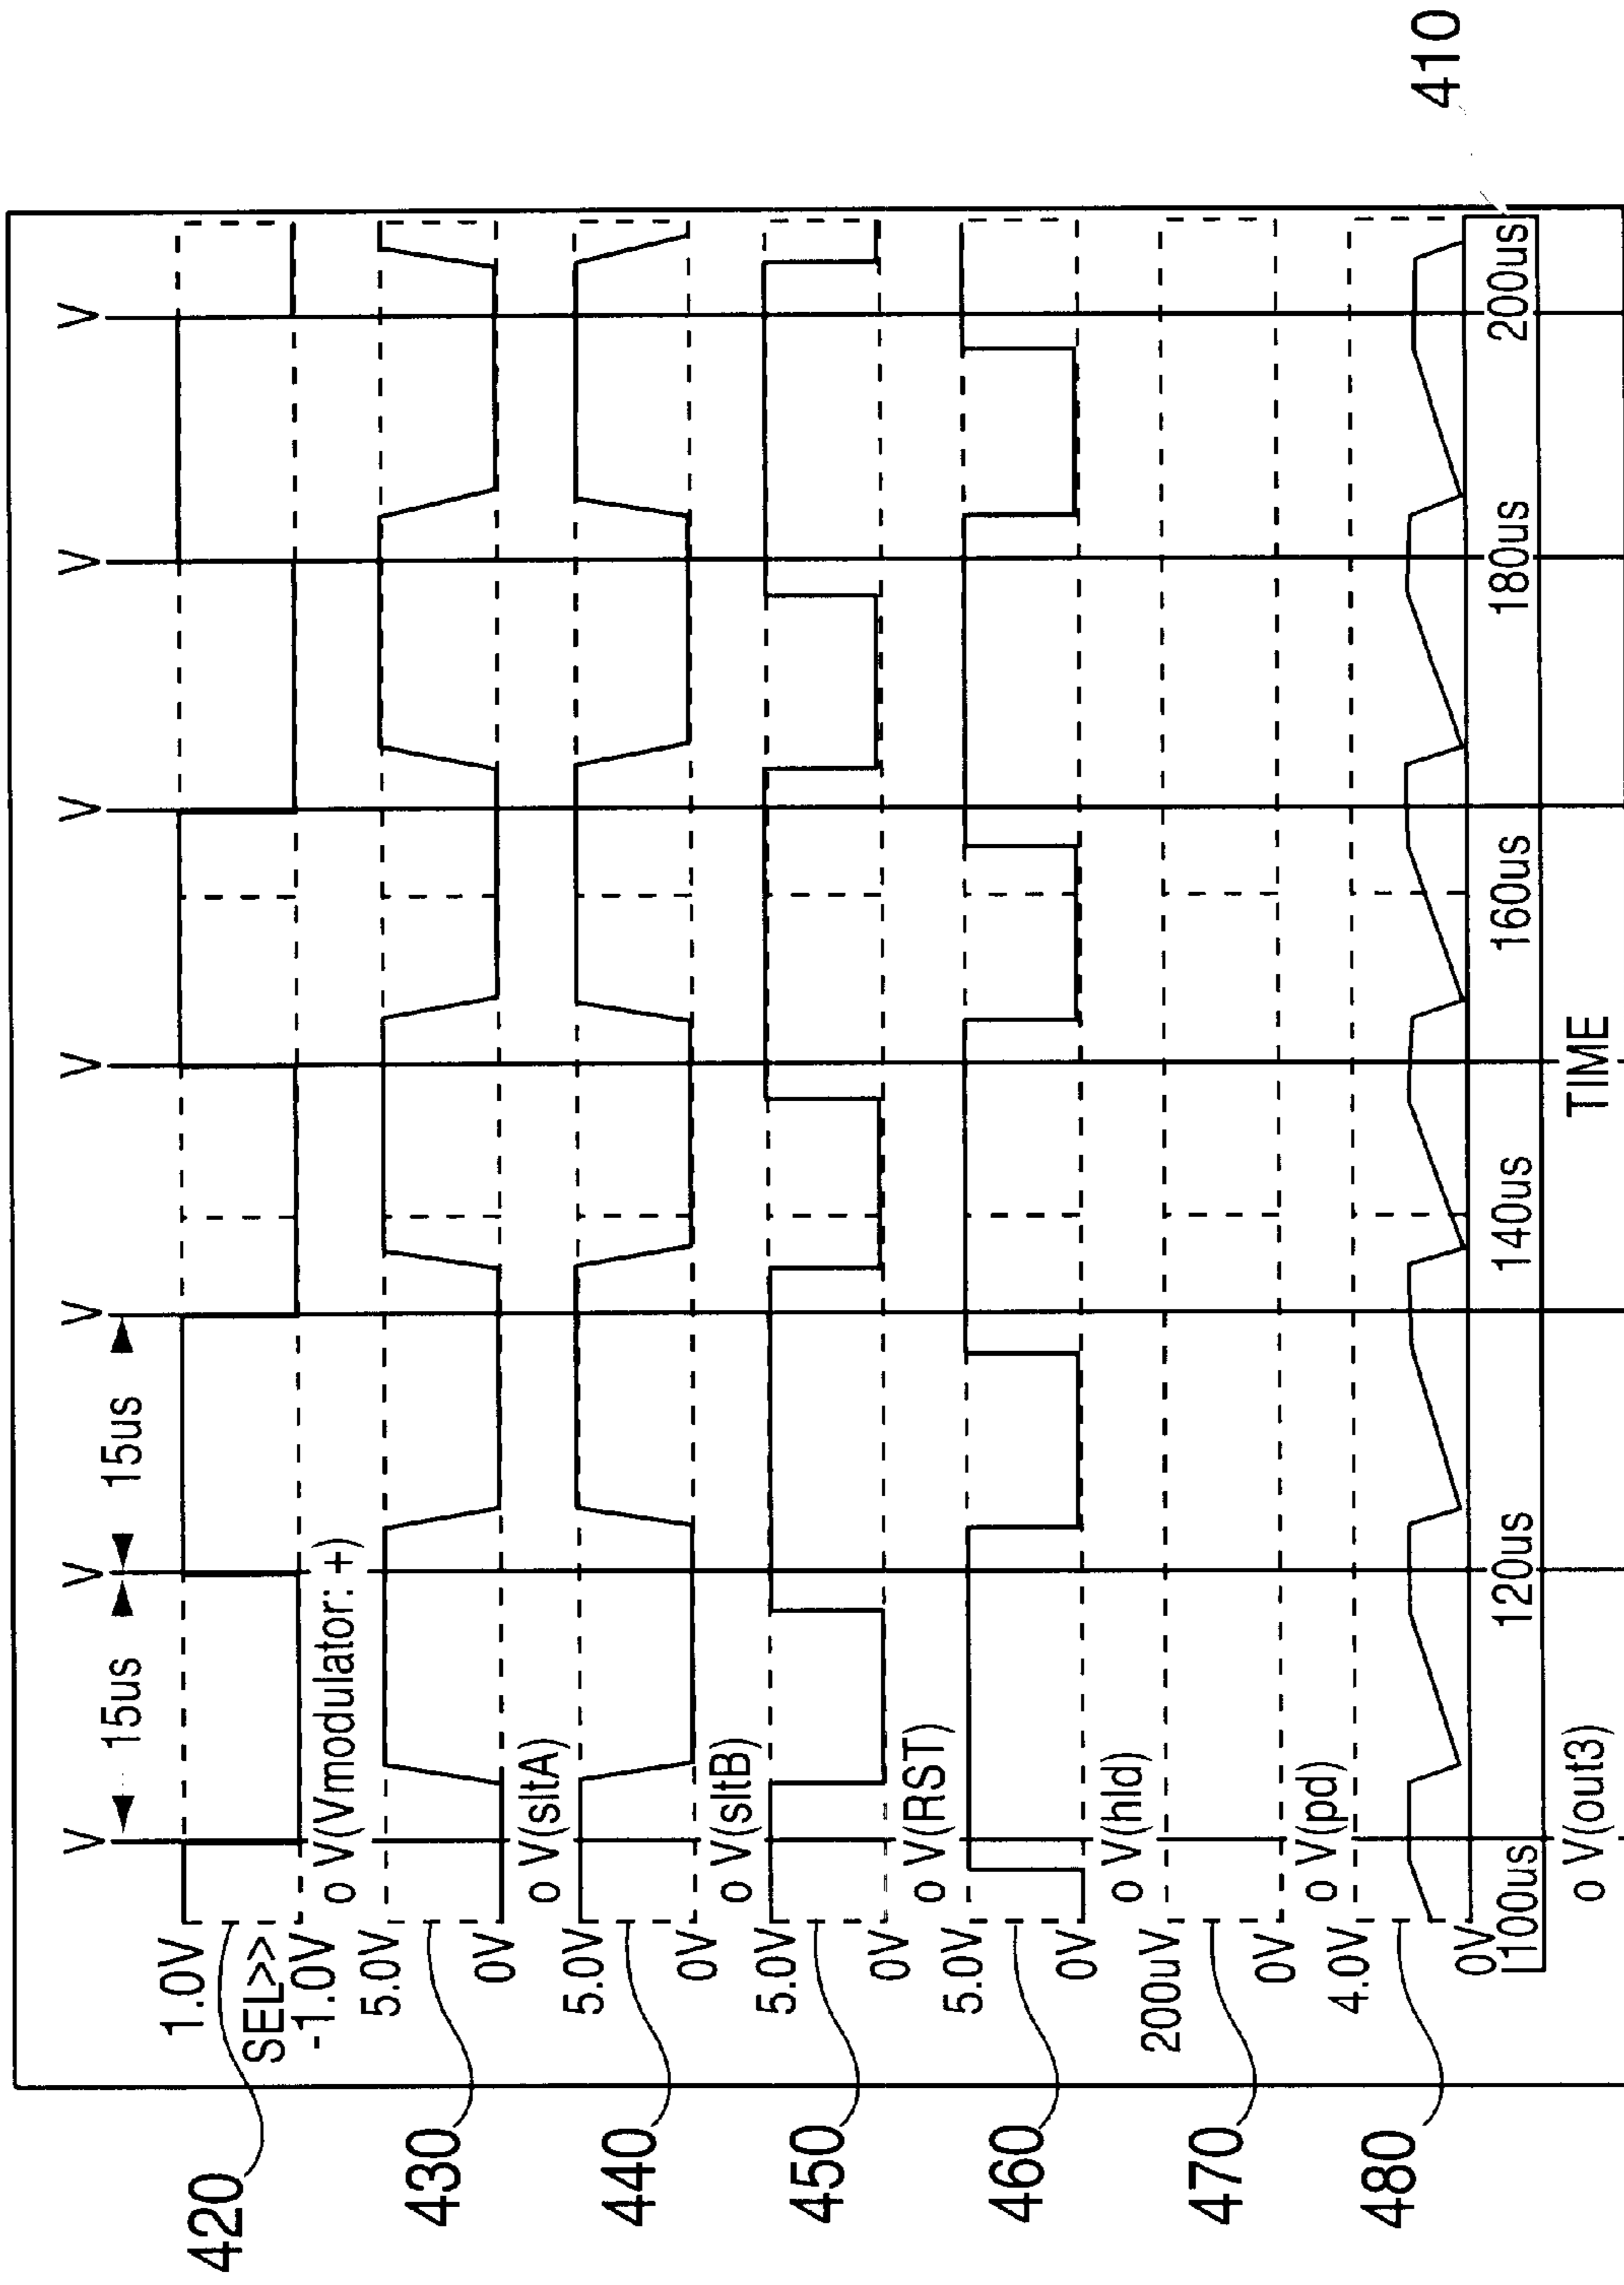 V V V V V V V
15us 15us
420
1.0V
SEL>>
-1.0V
o V(Vmodulator: +)
430
5.0V
0V
o V(sltA)
440
5.0V
0V
o V(sltB)
450
5.0V
0V
o V(RST)
460
5.0V
0V
o V(hld)
470
200uV
0V
o V(pd)
480
4.0V
0V
100us 120us 140us 160us 180us 200us
410
o V(out3)
TIME